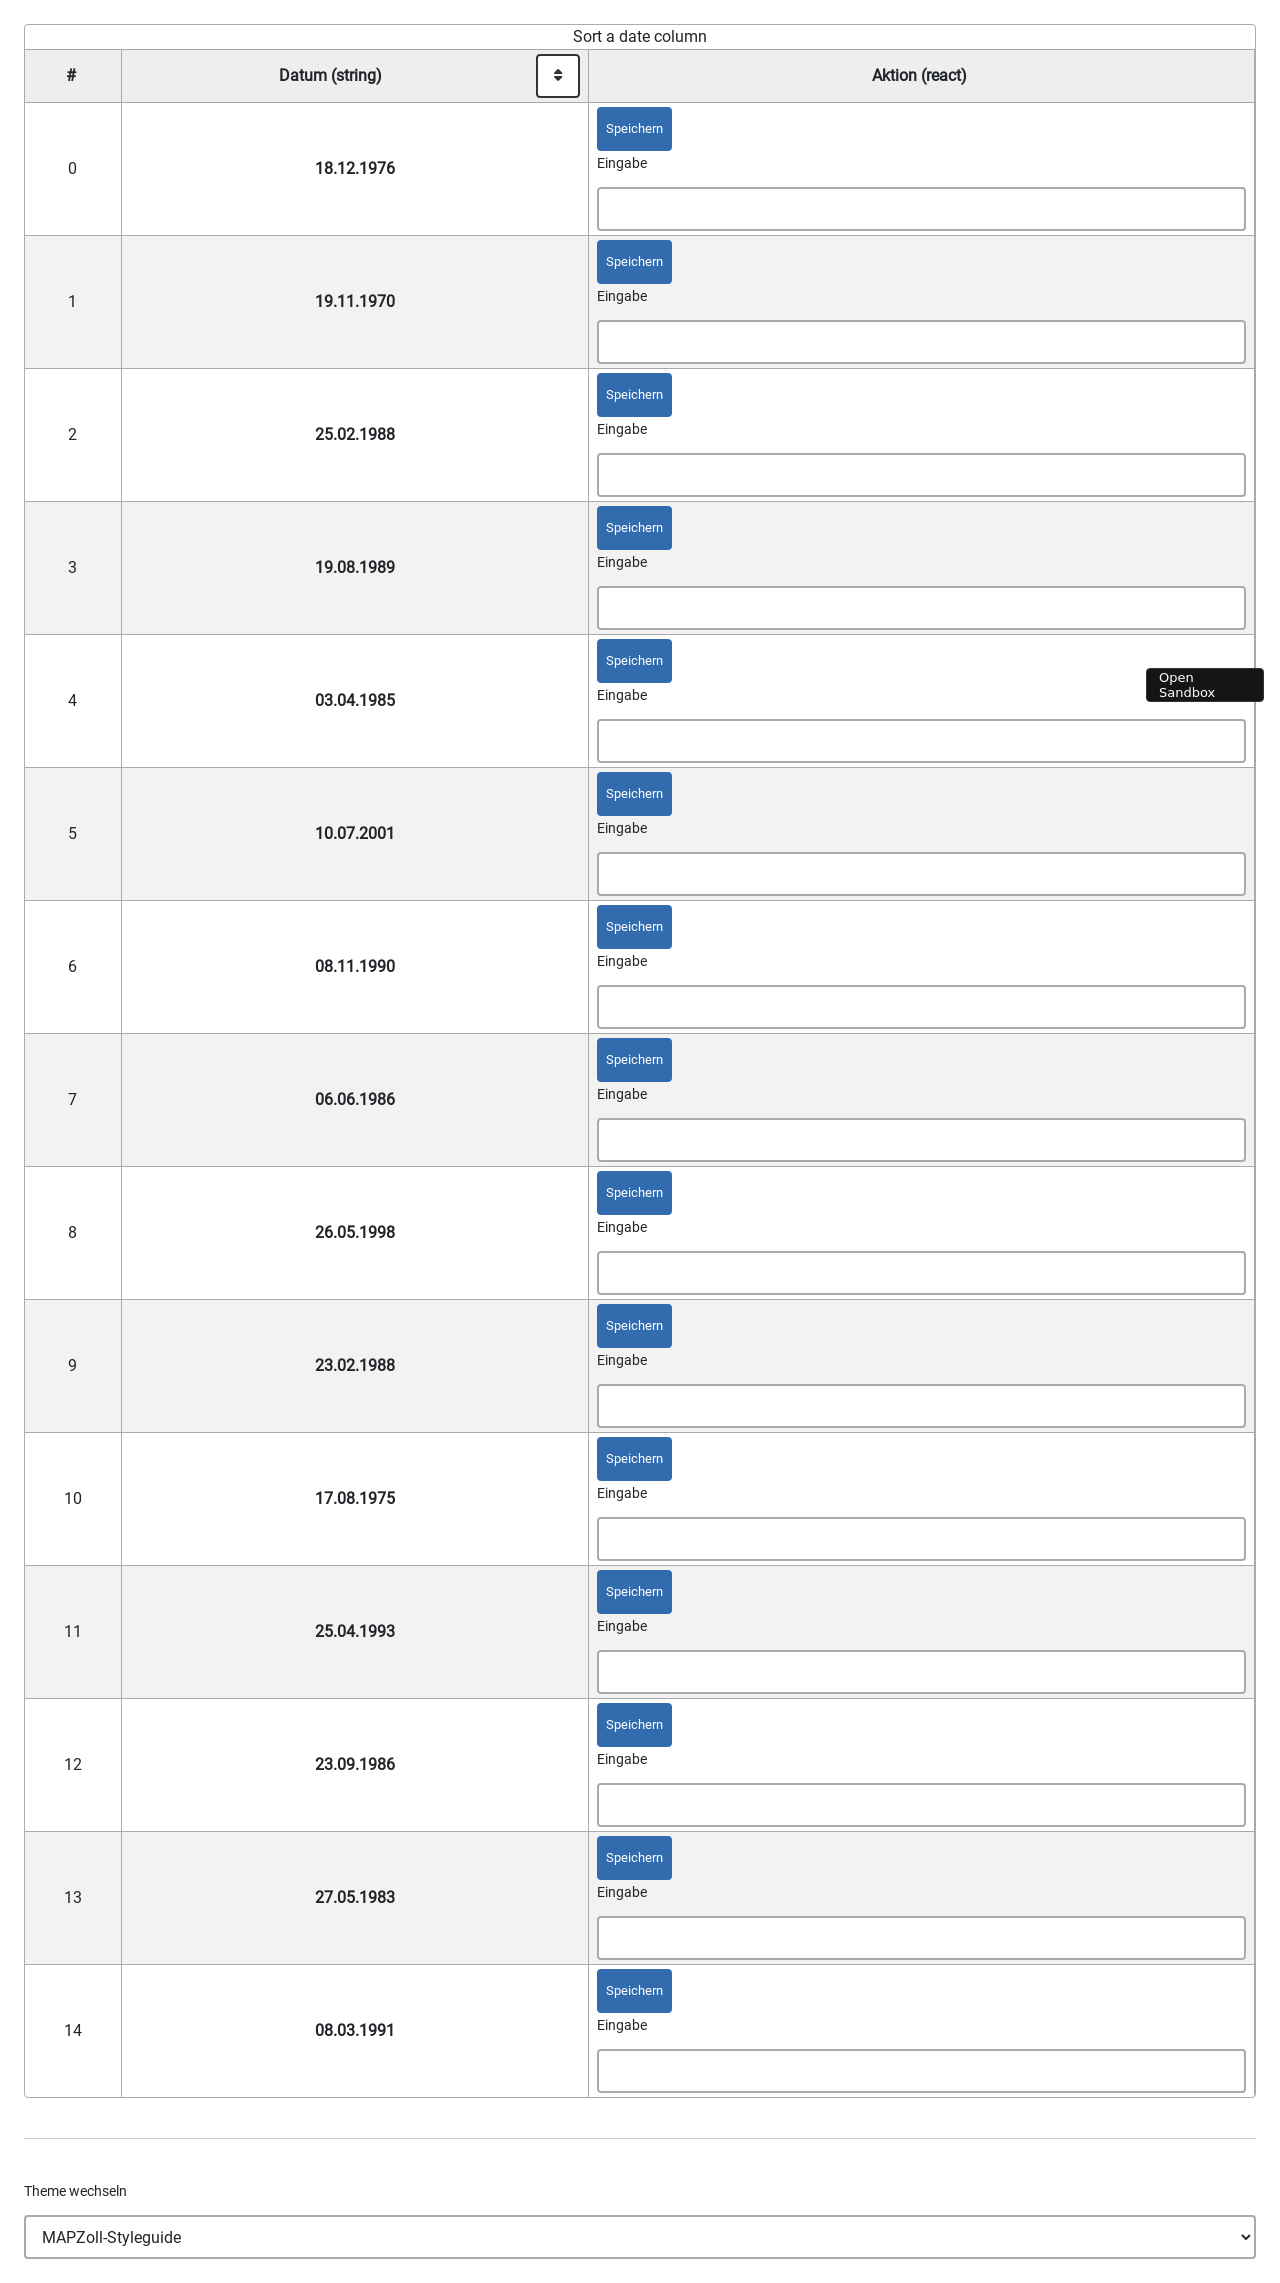 Sort a date column
# Datum (string) Aktion (react)
Speichern
0 18.12.1976 Eingabe
Speichern
1 19.11.1970 Eingabe
Speichern
2 25.02.1988 Eingabe
Speichern
3 19.08.1989 Eingabe
Speichern
4 03.04.1985 Eingabe
Open
Sandbox
Speichern
5 10.07.2001 Eingabe
Speichern
6 08.11.1990 Eingabe
Speichern
7 06.06.1986 Eingabe
Speichern
8 26.05.1998 Eingabe
Speichern
9 23.02.1988 Eingabe
Speichern
10 17.08.1975 Eingabe
Speichern
11 25.04.1993 Eingabe
Speichern
12 23.09.1986 Eingabe
Speichern
13 27.05.1983 Eingabe
Speichern
14 08.03.1991 Eingabe
Theme wechseln
MAPZoll-Styleguide